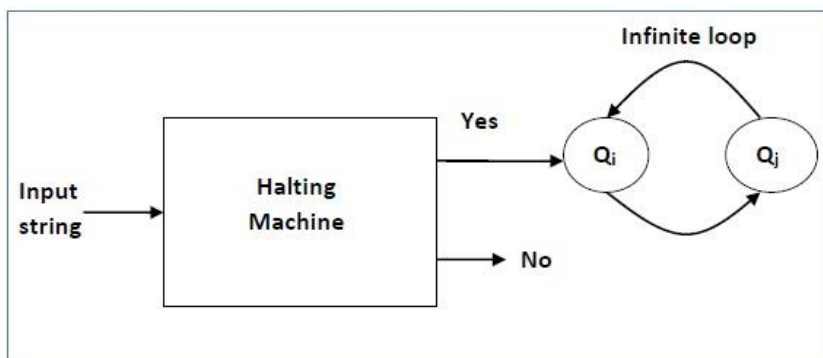 Infinite loop
Yes
Qi
Qj
Input
string
Halting
Machine
No